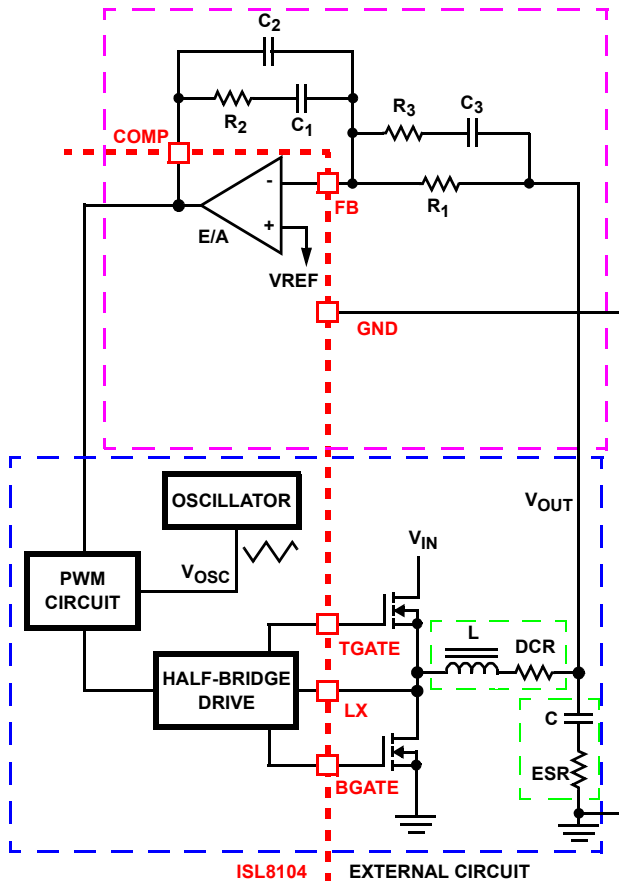 C2
R2
C1
R3
C3
COMP
-
FB
R1
E/A
+
VREF
GND
OSCILLATOR
VOUT
VIN
PWM
CIRCUIT
VOSC
TGATE
L
DCR
HALF-BRIDGE
DRIVE
LX
C
ESR
BGATE
ISL8104
EXTERNAL CIRCUIT